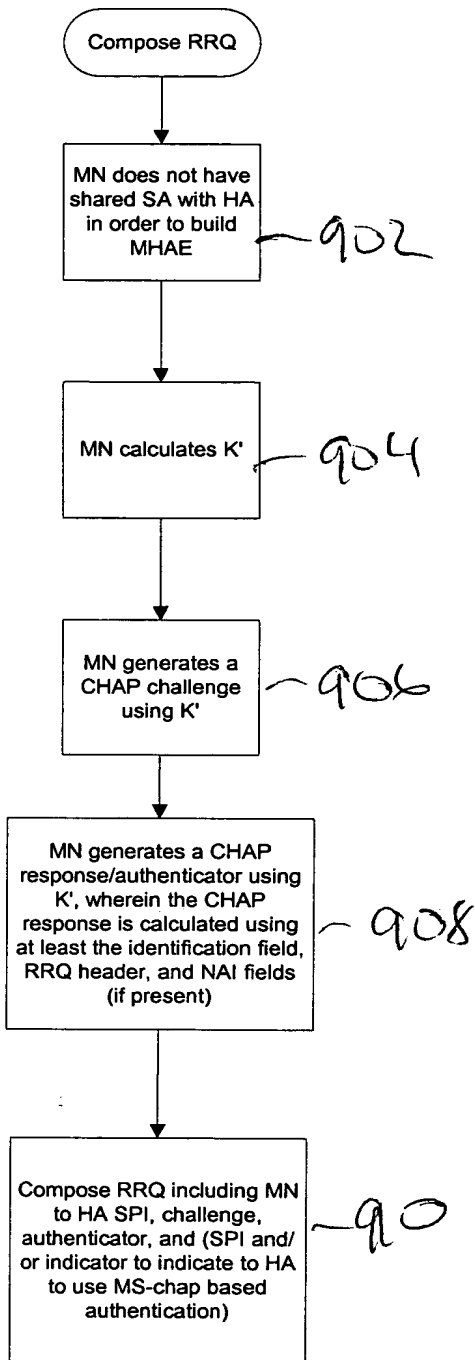 Compose RRQ
MN does not have
shared SA with HA
in order to build
MHAE
902
MN calculates K'
904
MN generates a
CHAP challenge
using K'
906
MN generates a CHAP
response/authenticator using
K', wherein the CHAP
response is calculated using
at least the identification field,
RRQ header, and NAI fields
(if present)
908
Compose RRQ including MN
to HA SPI, challenge,
authenticator, and (SPI and/
or indicator to indicate to HA
to use MS-chap based
authentication)
910